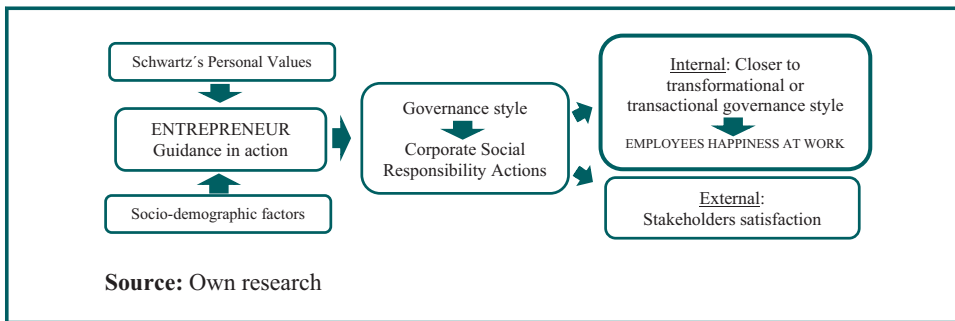 Schwartz´s Personal Values
ENTREPRENEUR
Guidance in action
Socio-demographic factors
Governance style
Corporate Social
Responsibility Actions
Internal: Closer to
transformational or
transactional governance style
EMPLOYEES HAPPINESS AT WORK
External:
Stakeholders satisfaction
Source: Own research